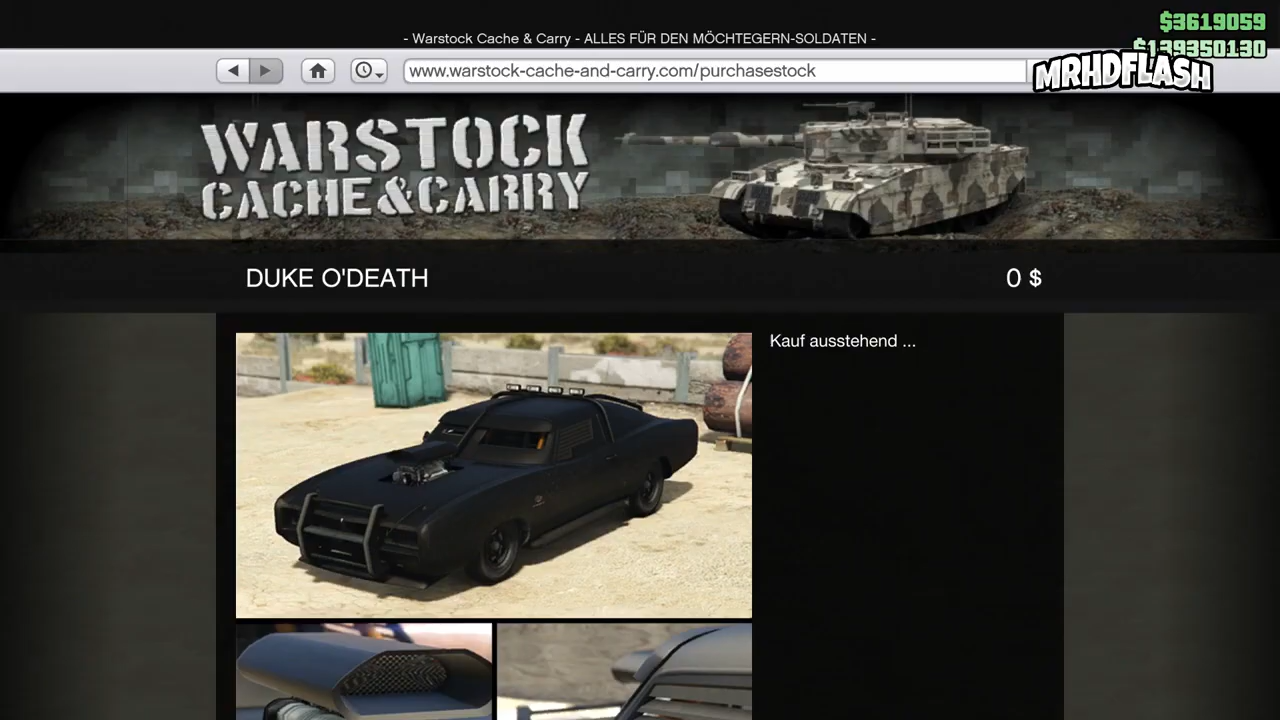 $3619059
- Warstock Cache & Carry - ALLES FÜR DEN MÖCHTEGERN-SOLDATEN -
$139350130
www.warstock-cache-and-carry.com/purchasestock
MRHDFLASH
WARSTOCK
CACHE&CARRY
DUKE O'DEATH
0 $
Kauf ausstehend ...